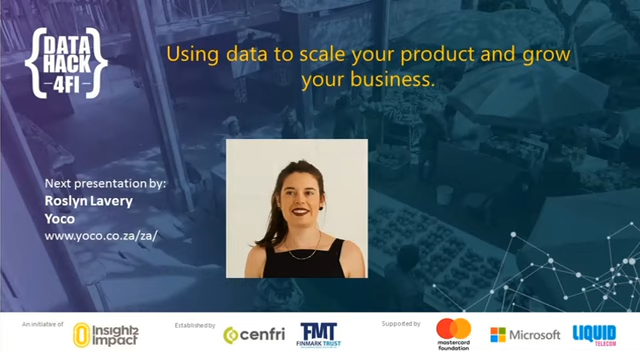 {DATA
HACK
-4FI-}
Using data to scale your product and grow
your business.
Next presentation by:
Roslyn Lavery
Yoco
www.yoco.co.za/za/
An initiative of
Insight2
Impact
Established by
cenfri
FMT
FINMARK TRUST
Supported by
mastercard
foundation
Microsoft
LIQUID
TELECOM